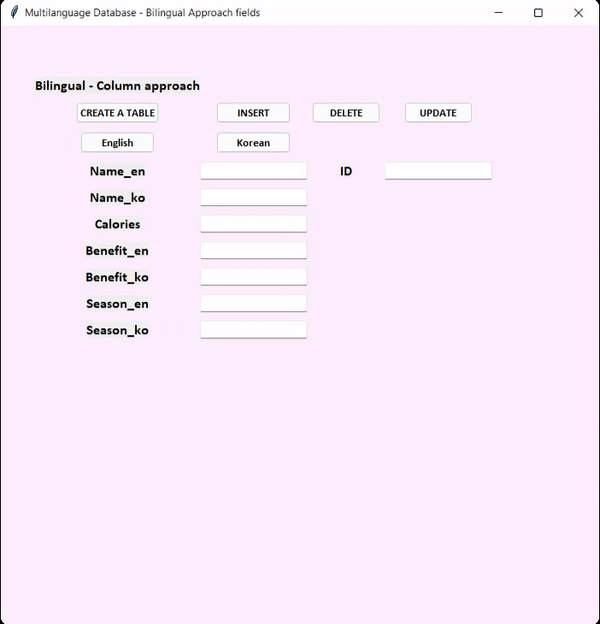 Multilanguage Database - Bilingual Approach fields
Bilingual - Column approach
CREATE A TABLE INSERT DELETE UPDATE
English Korean
Name_en ID
Name_ko
Calories
Benefit_en
Benefit_ko
Season_en
Season_ko